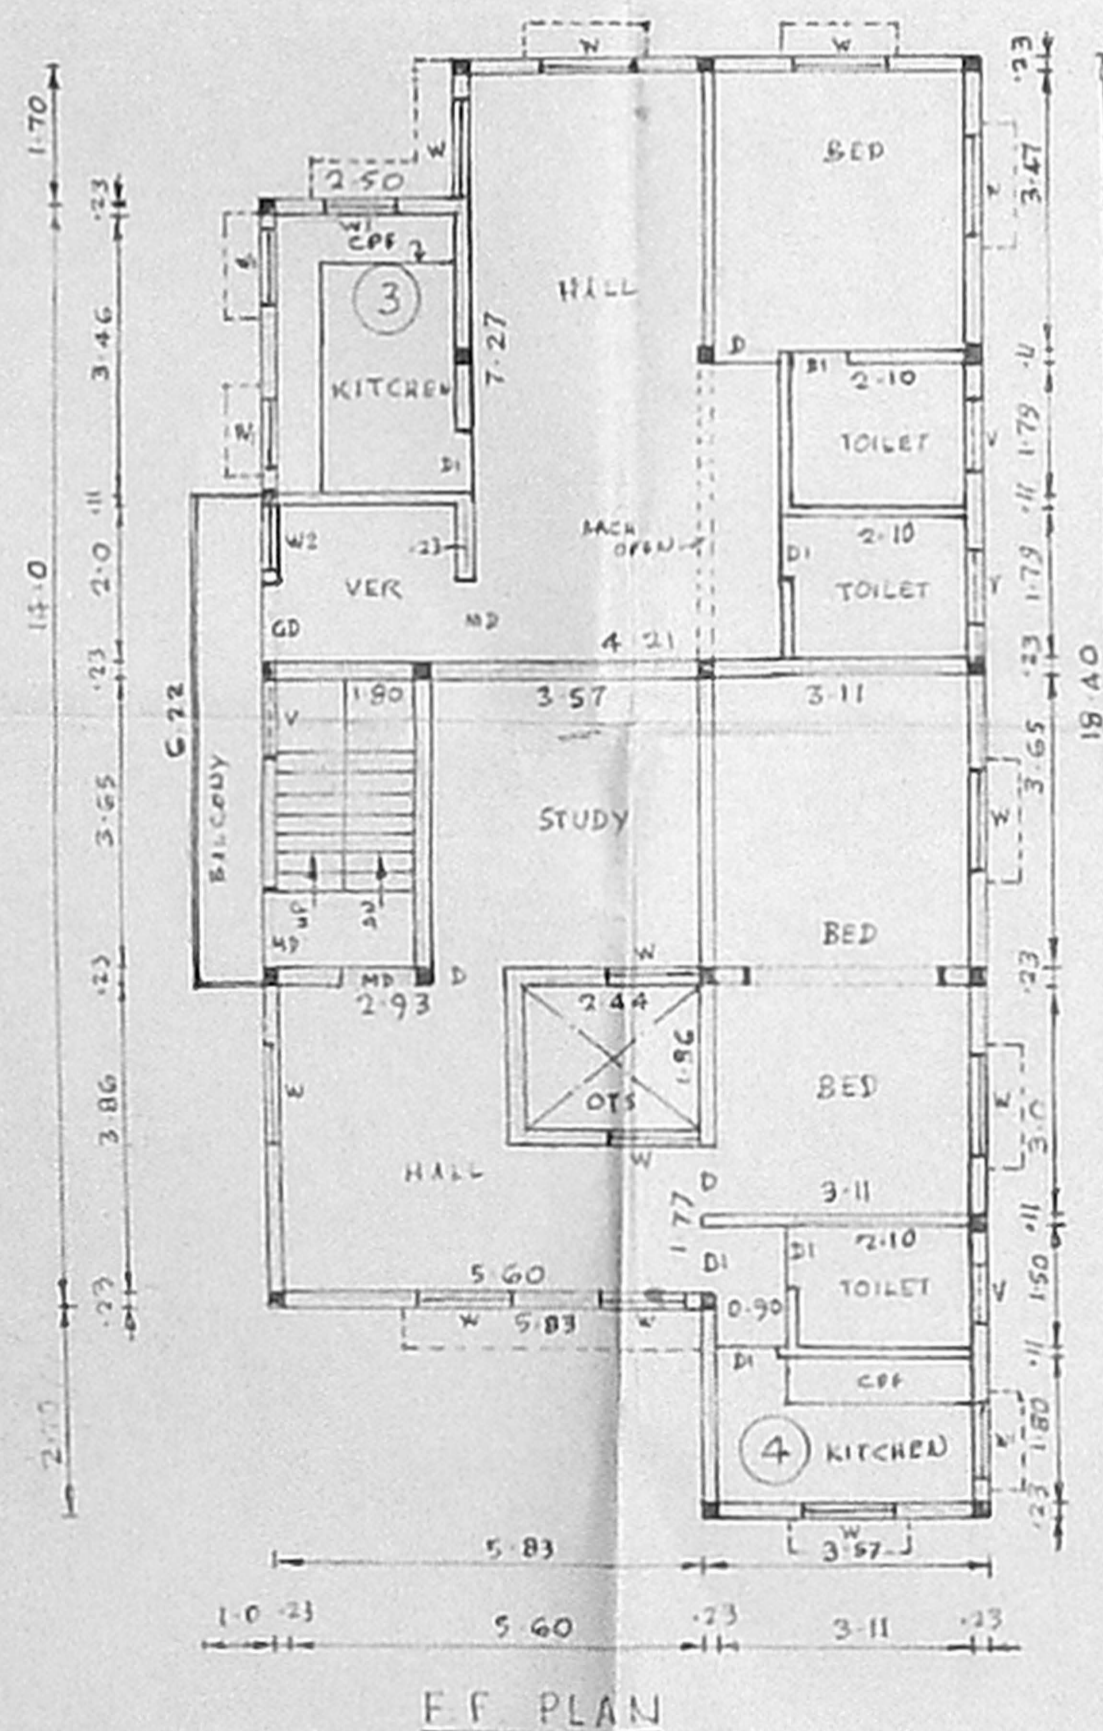 W
W
.23
1.70
W
BED
3.47
W
2.50
.23
W1
CPF
W
HALL
3
3.46
7.27
KITCHEN
D
D1
2.10
.11
TOILET
V
1.79
W
D1
.11
.11
W2
.23
ARCH
OPEN
2.10
D1
TOILET
V
1.79
2.0
VER
GD
MD
4.21
.23
.23
1.80
3.57
3.11
18.40
6.22
V
3.65
3.65
BALCONY
STUDY
W
UP
DN
BED
MD
MD
D
W
.23
.23
2.93
2.44
1.96
OTS
W
BED
W
3.0
3.86
HALL
W
D
3.11
1.77
.11
D1
D1
2.10
TOILET
V
1.50
5.60
.23
W
5.83
W
0.90
D1
.11
CPF
4
KITCHEN
W
1.80
.23
W
5.83
3.57
1.0
.23
5.60
.23
3.11
.23
F.F. PLAN